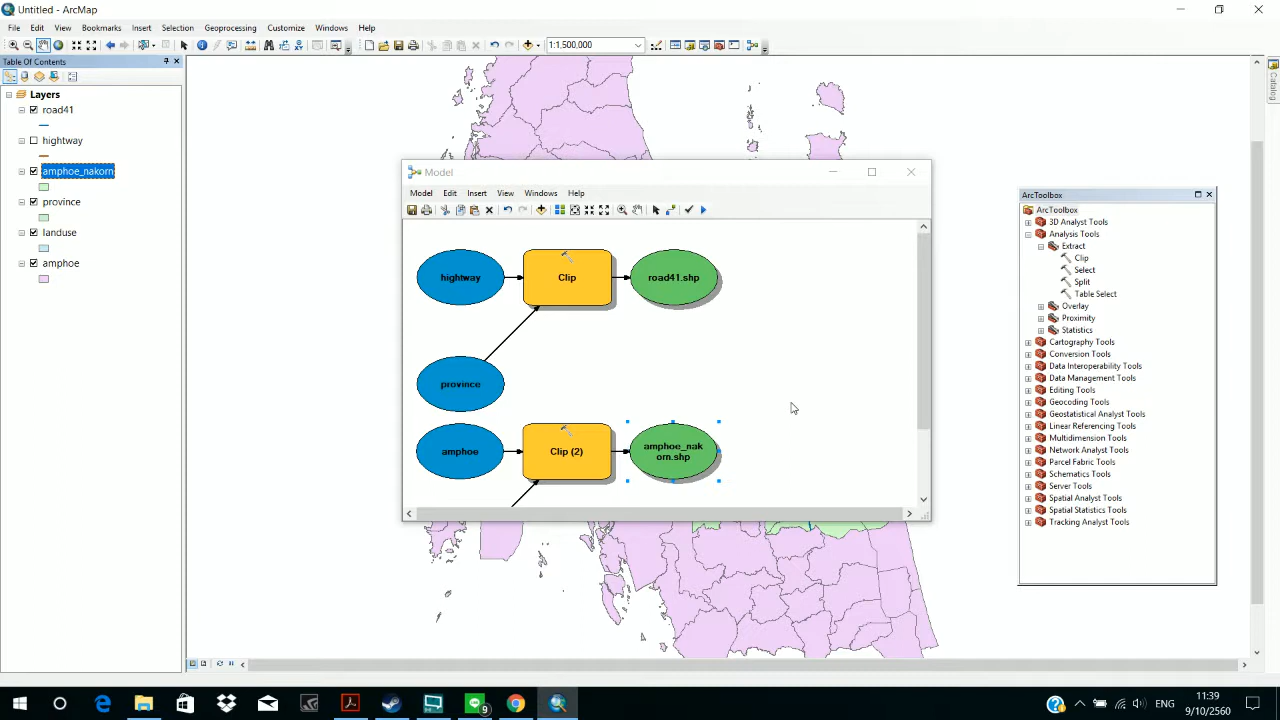 Untitled - ArcMap
File Edit View Bookmarks Insert Selection Geoprocessing Customize Windows Help
1:1,500,000
Table Of Contents
Layers
road41
hightway
amphoe_nakorn
province
landuse
amphoe
Model
Model Edit Insert View Windows Help
hightway
Clip
road41.shp
province
amphoe
Clip (2)
amphoe_nak
orn.shp
ArcToolbox
ArcToolbox
3D Analyst Tools
Analysis Tools
Extract
Clip
Select
Split
Table Select
Overlay
Proximity
Statistics
Cartography Tools
Conversion Tools
Data Interoperability Tools
Data Management Tools
Editing Tools
Geocoding Tools
Geostatistical Analyst Tools
Linear Referencing Tools
Multidimension Tools
Network Analyst Tools
Parcel Fabric Tools
Schematics Tools
Server Tools
Spatial Analyst Tools
Spatial Statistics Tools
Tracking Analyst Tools
Catalog
9
ENG
11:39
9/10/2560